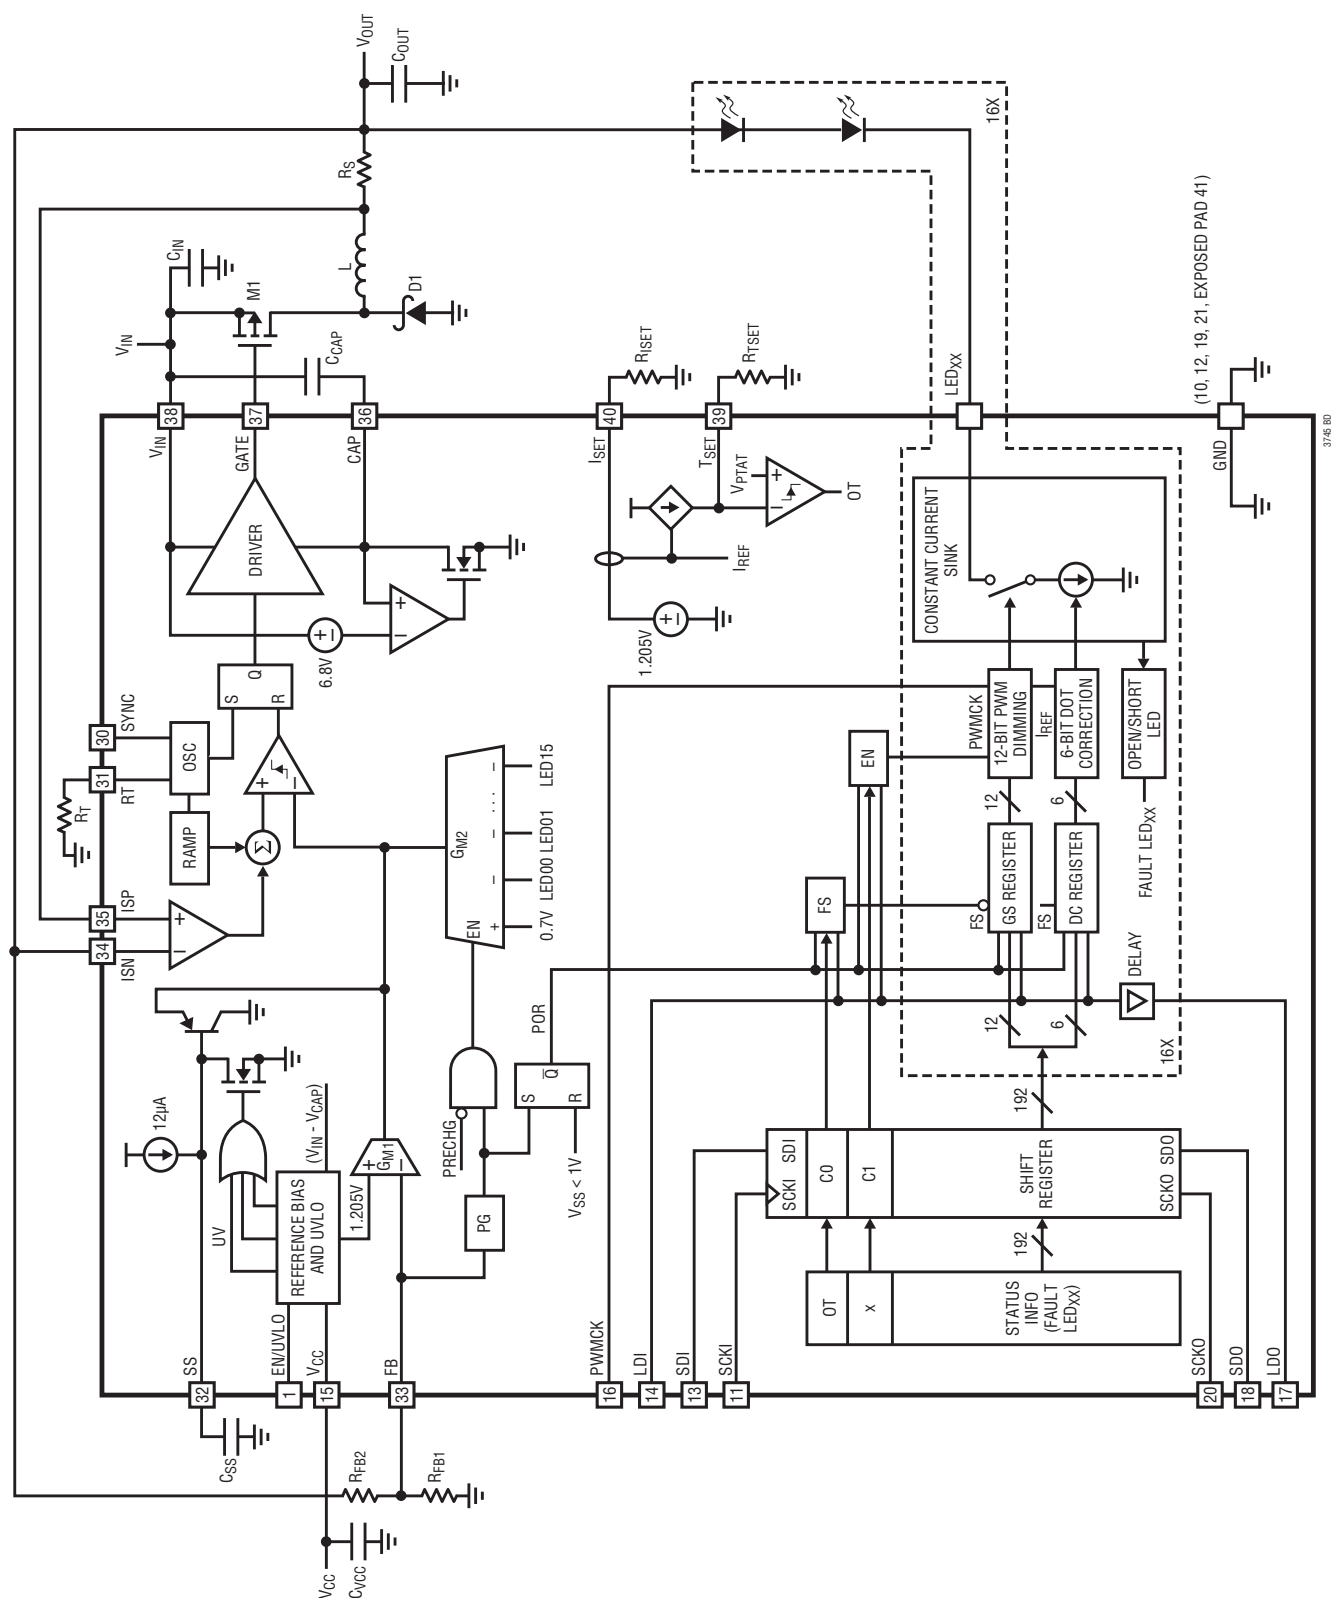 VOUT
COUT
RS
16X
CIN
L
M1
D1
VIN
CCAP
RISET
RTSET
LEDXX
(10, 12, 19, 21, EXPOSED PAD 41)
38
37
36
40
39
VIN
GATE
CAP
ISET
TSET
GND
3745 BD
VPTAT
+
−
OT
DRIVER
IREF
CONSTANT CURRENT
SINK
+
−
+
−
6.8V
1.205V
+
−
30
SYNC
31
RT
RT
35
ISP
34
ISN
OSC
S
Q
R
RAMP
Σ
+
−
+
−
PWMCK
12-BIT PWM
DIMMING
IREF
6-BIT DOT
CORRECTION
OPEN/SHORT
LED
EN
12
6
FAULT LEDXX
GM2
EN
+
−
−
...
−
0.7V
LED00
LED01
LED15
FS
FS
GS REGISTER
FS
DC REGISTER
DELAY
12
6
16X
POR
S
Q
R
PRECHG
VSS < 1V
12µA
(VIN - VCAP)
UV
REFERENCE BIAS
AND UVLO
1.205V
+
GM1
−
PG
192
SCKI
SDI
C0
C1
SHIFT
REGISTER
SCKO
SDO
192
OT
x
STATUS
INFO
(FAULT
LEDXX)
SS
EN/UVLO
VCC
FB
PWMCK
LDI
SDI
SCKI
SCKO
SDO
LDO
32
1
15
33
16
14
13
11
20
18
17
CSS
RFB2
RFB1
VCC
CVCC